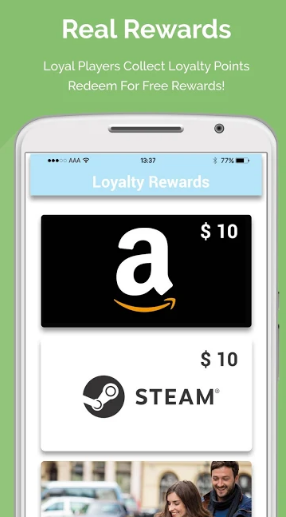 Real Rewards
Loyal Players Collect Loyalty Points
Redeem For Free Rewards!
AAA 13:37 77%
Loyalty Rewards
$ 10
a
$ 10
STEAM®